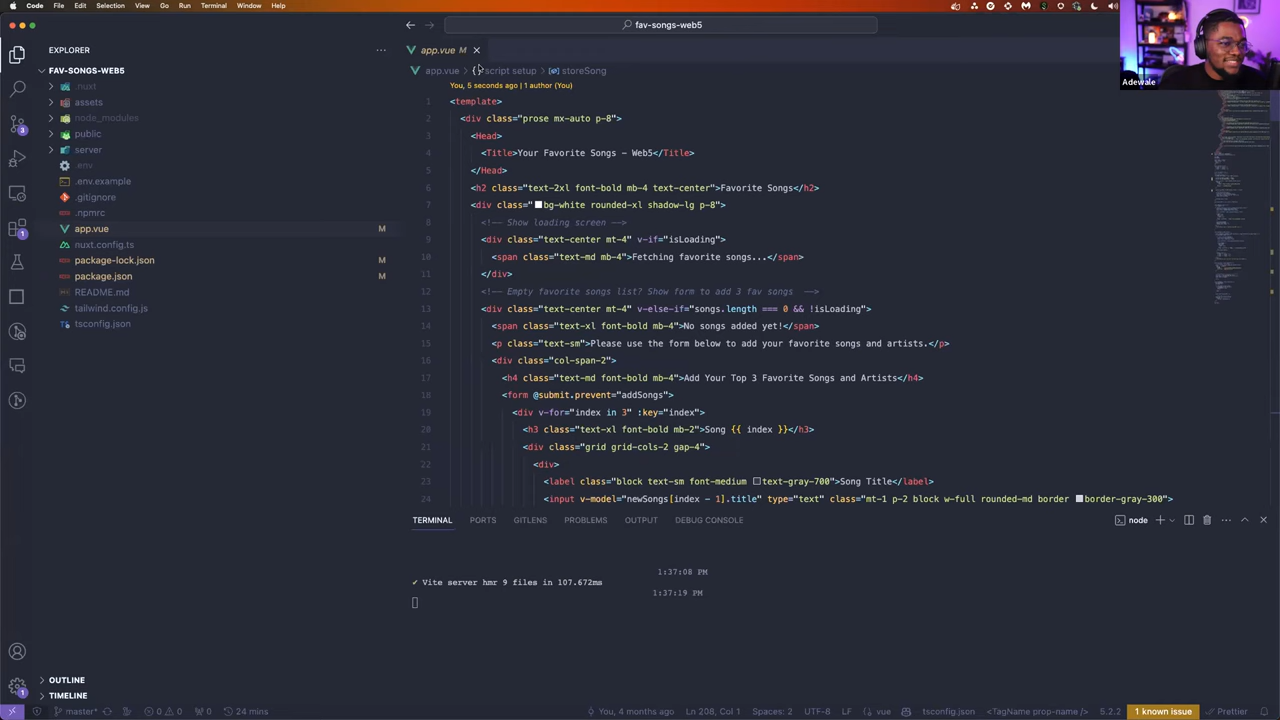 Code File Edit Selection View Go Run Terminal Window Help
fav-songs-web5
Adewale
EXPLORER
FAV-SONGS-WEB5
.nuxt
assets
node_modules
public
server
.env
.env.example
.gitignore
.npmrc
app.vue M
nuxt.config.ts
package-lock.json M
package.json M
README.md
tailwind.config.js
tsconfig.json
OUTLINE
TIMELINE
app.vue M
app.vue > {} script setup > storeSong
You, 5 seconds ago | 1 author (You)
1 <template>
2 <div class="prose mx-auto p-8">
3 <Head>
4 <Title>Your Favorite Songs - Web5</Title>
5 </Head>
6 <h2 class="text-2xl font-bold mb-4 text-center">Favorite Songs</h2>
7 <div class="bg-white rounded-xl shadow-lg p-8">
8 <!-- Show loading screen -->
9 <div class="text-center mt-4" v-if="isLoading">
10 <span class="text-md mb-4">Fetching favorite songs...</span>
11 </div>
12 <!-- Empty favorite songs list? Show form to add 3 fav songs -->
13 <div class="text-center mt-4" v-else-if="songs.length === 0 && !isLoading">
14 <span class="text-xl font-bold mb-4">No songs added yet!</span>
15 <p class="text-sm">Please use the form below to add your favorite songs and artists.</p>
16 <div class="col-span-2">
17 <h4 class="text-md font-bold mb-4">Add Your Top 3 Favorite Songs and Artists</h4>
18 <form @submit.prevent="addSongs">
19 <div v-for="index in 3" :key="index">
20 <h3 class="text-xl font-bold mb-2">Song {{ index }}</h3>
21 <div class="grid grid-cols-2 gap-4">
22 <div>
23 <label class="block text-sm font-medium text-gray-700">Song Title</label>
24 <input v-model="newSongs[index - 1].title" type="text" class="mt-1 p-2 block w-full rounded-md border border-gray-300">
TERMINAL PORTS GITLENS PROBLEMS OUTPUT DEBUG CONSOLE
node
1:37:08 PM
✔ Vite server hmr 9 files in 107.672ms
1:37:19 PM
master* 0 0 0 24 mins You, 4 months ago Ln 208, Col 1 Spaces: 2 UTF-8 LF {} vue tsconfig.json <TagName prop-name /> 5.2.2 1 known issue Prettier